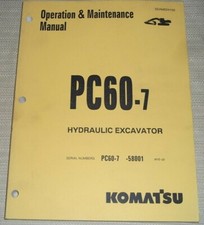 Operation & Maintenance
Manual
PC60-7
HYDRAULIC EXCAVATOR
SERIAL NUMBERS PC60-7 -58001
KOMATSU